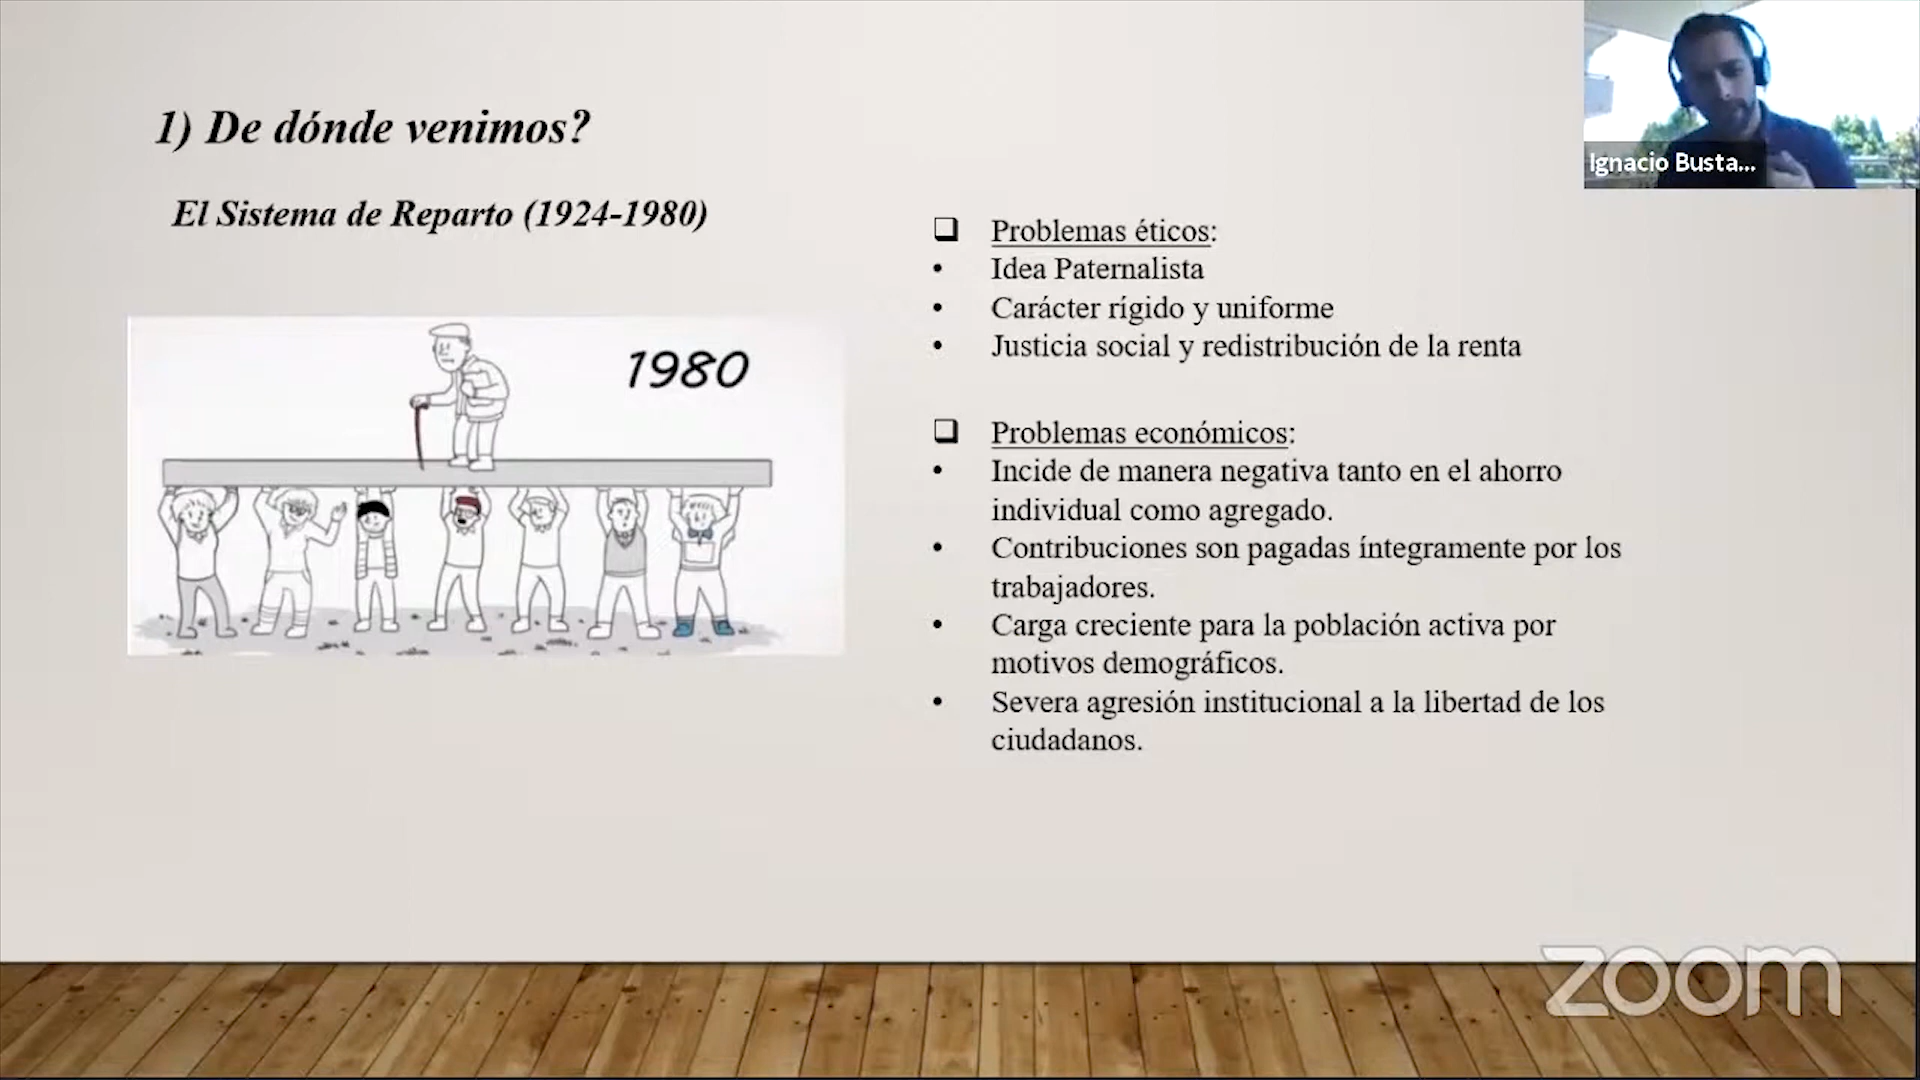 1) De dónde venimos?
El Sistema de Reparto (1924-1980)
1980
Ignacio Busta...
❑ Problemas éticos:
• Idea Paternalista
• Carácter rígido y uniforme
• Justicia social y redistribución de la renta
❑ Problemas económicos:
• Incide de manera negativa tanto en el ahorro
individual como agregado.
• Contribuciones son pagadas íntegramente por los
trabajadores.
• Carga creciente para la población activa por
motivos demográficos.
• Severa agresión institucional a la libertad de los
ciudadanos.
zoom